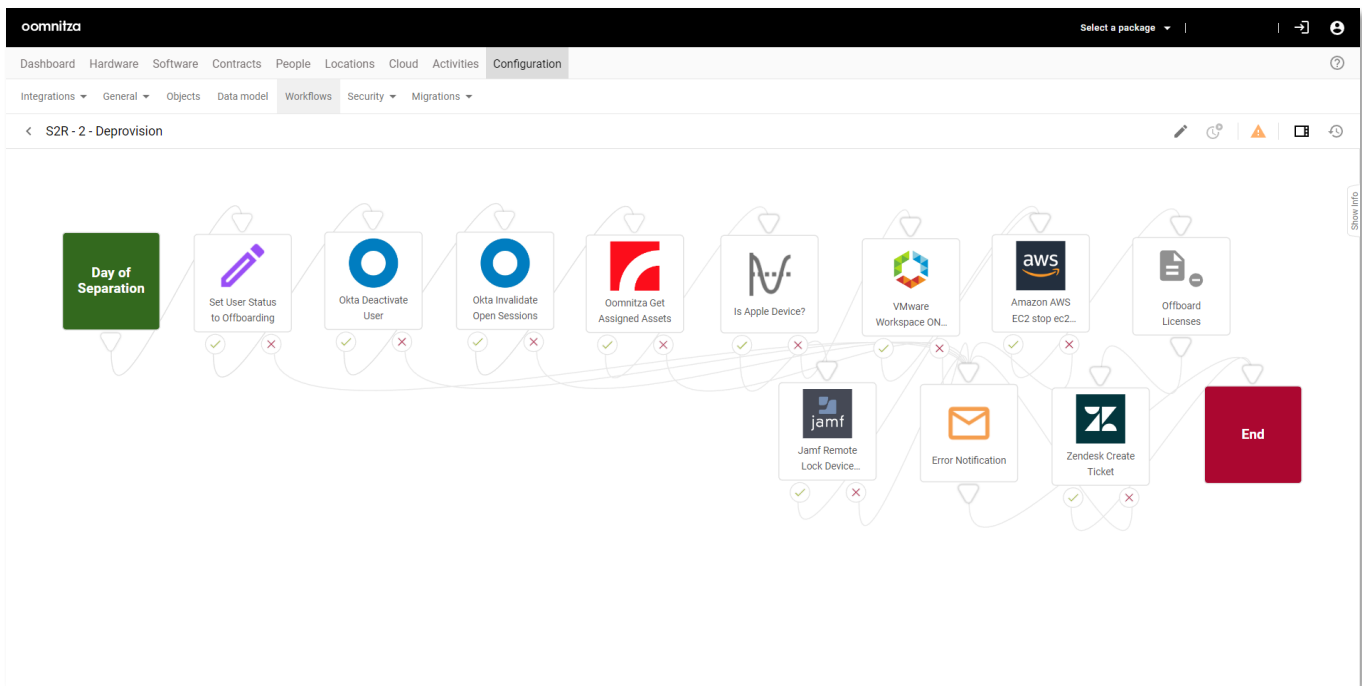 oomnitza
Select a package
Dashboard Hardware Software Contracts People Locations Cloud Activities Configuration
Integrations General Objects Data model Workflows Security Migrations
S2R - 2 - Deprovision
Show Info
Day of
Separation
Set User Status
to Offboarding
Okta Deactivate
User
Okta Invalidate
Open Sessions
Oomnitza Get
Assigned Assets
Is Apple Device?
VMware
Workspace ON...
aws
Amazon AWS
EC2 stop ec2...
Offboard
Licenses
jamf
Jamf Remote
Lock Device...
Error Notification
Zendesk Create
Ticket
End